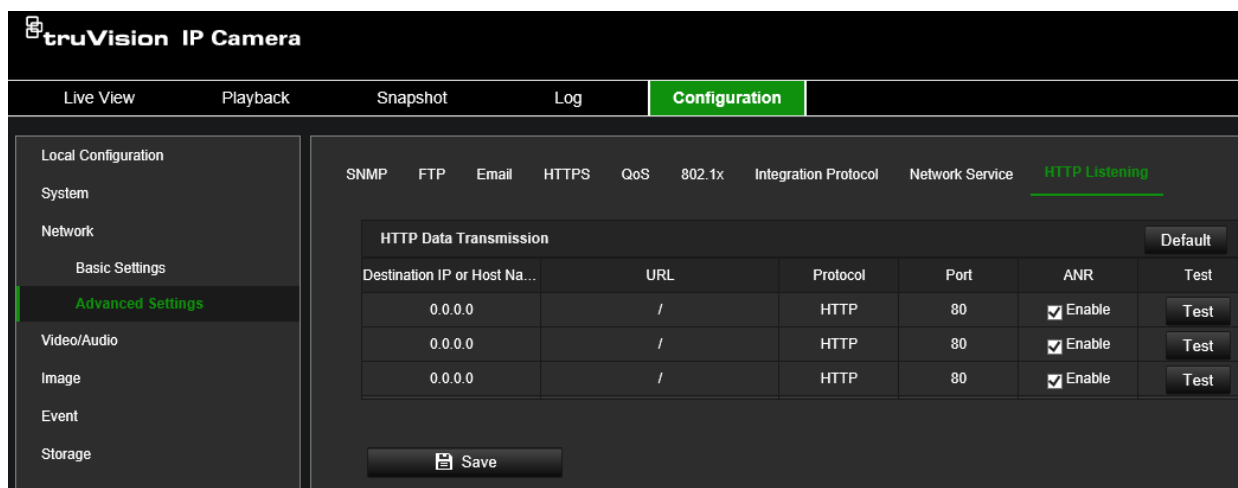 truVision IP Camera
Live View Playback Snapshot Log Configuration
Local Configuration
System
Network
Basic Settings
Advanced Settings
Video/Audio
Image
Event
Storage
SNMP FTP Email HTTPS QoS 802.1x Integration Protocol Network Service HTTP Listening
HTTP Data Transmission Default
Destination IP or Host Na... URL Protocol Port ANR Test
0.0.0.0 / HTTP 80 Enable Test
0.0.0.0 / HTTP 80 Enable Test
0.0.0.0 / HTTP 80 Enable Test
Save